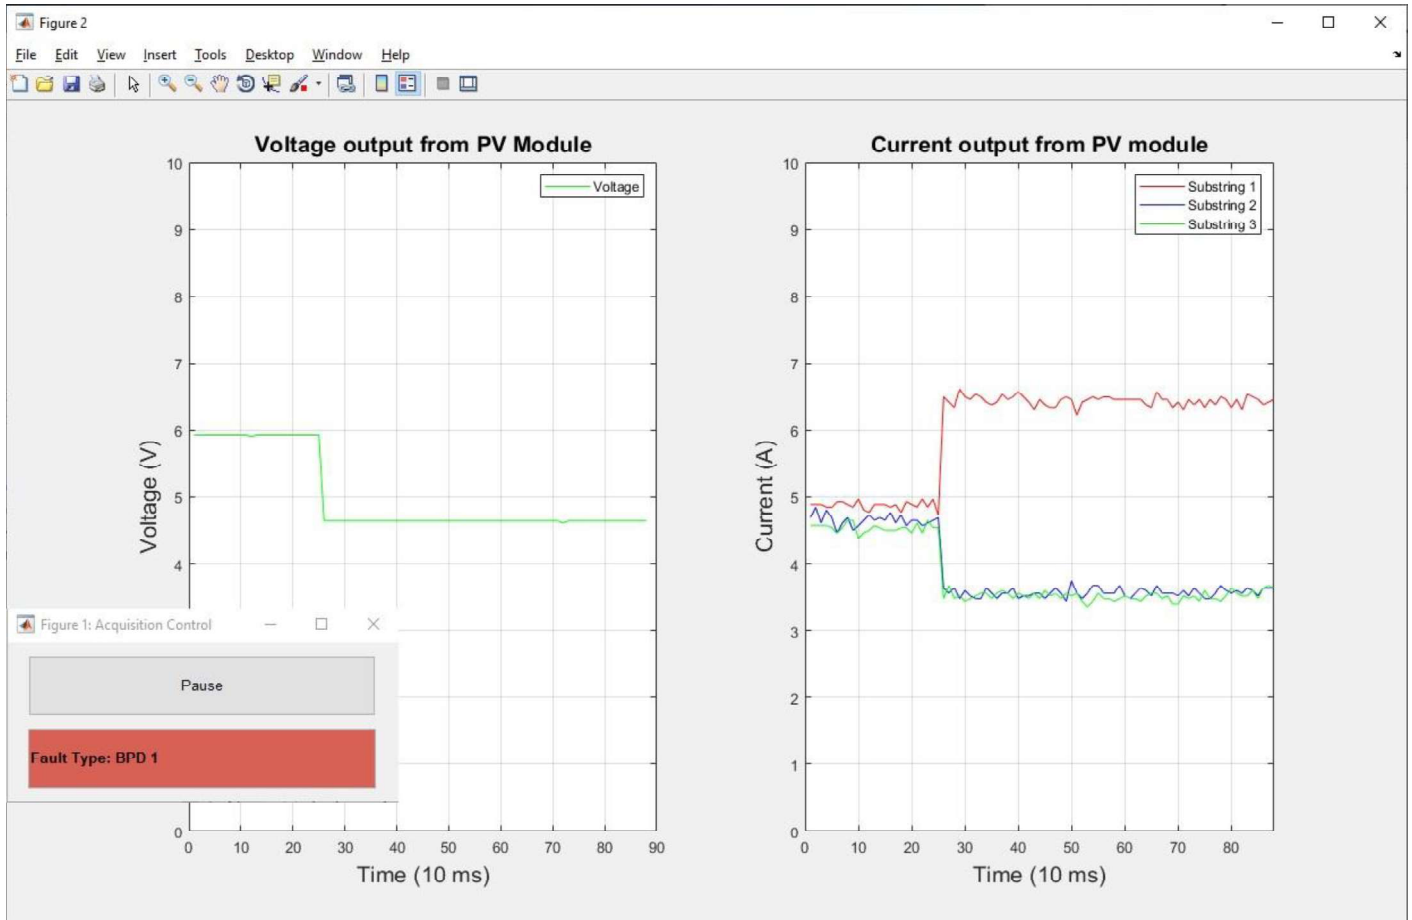 Figure 2
File Edit View Insert Tools Desktop Window Help
Voltage output from PV Module
Voltage
10
9
8
7
6
5
4
0
Voltage (V)
0 10 20 30 40 50 60 70 80 90
Time (10 ms)
Current output from PV module
Substring 1
Substring 2
Substring 3
10
9
8
7
6
5
4
3
2
1
0
Current (A)
0 10 20 30 40 50 60 70 80
Time (10 ms)
Figure 1: Acquisition Control
Pause
Fault Type: BPD 1